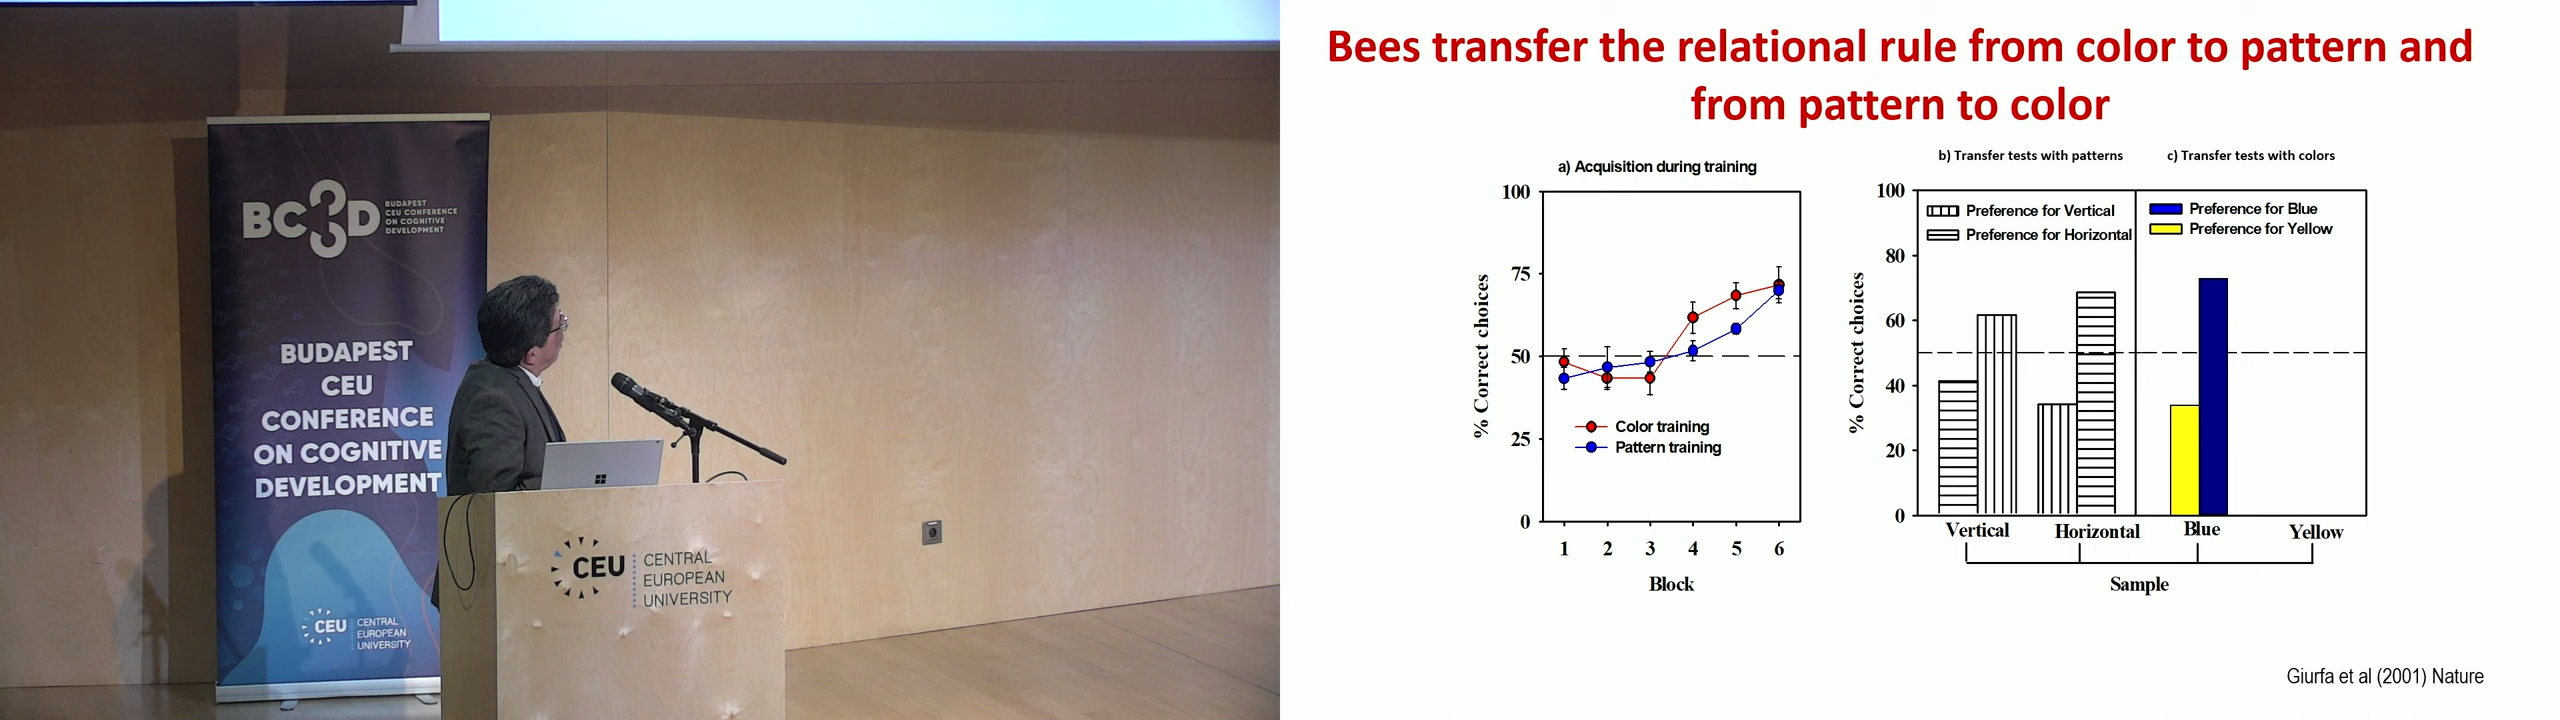 BC3D
BUDAPEST
CEU CONFERENCE
ON COGNITIVE
DEVELOPMENT
BUDAPEST
CEU
CONFERENCE
ON COGNITIVE
DEVELOPMENT
CEU
CENTRAL
EUROPEAN
UNIVERSITY
CEU
CENTRAL
EUROPEAN
UNIVERSITY
Bees transfer the relational rule from color to pattern and
from pattern to color
a) Acquisition during training
100
75
50
25
0
% Correct choices
Color training
Pattern training
1 2 3 4 5 6
Block
b) Transfer tests with patterns
c) Transfer tests with colors
100
80
60
40
20
0
% Correct choices
Preference for Vertical
Preference for Horizontal
Preference for Blue
Preference for Yellow
Vertical Horizontal Blue Yellow
Sample
Giurfa et al (2001) Nature